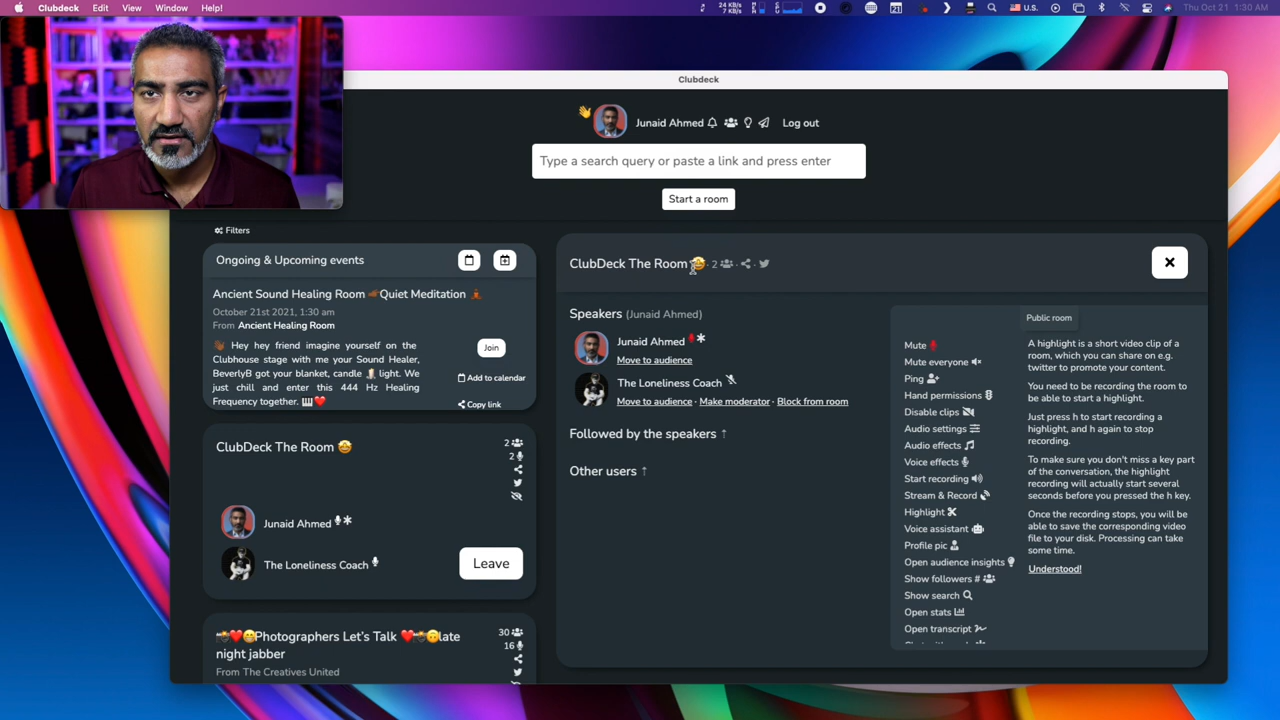 Clubdeck Edit View Window Help!
24 KB/s
7 KB/s
21
U.S.
Thu Oct 21 1:30 AM
Clubdeck
Junaid Ahmed
Log out
Type a search query or paste a link and press enter
Start a room
Filters
Ongoing & Upcoming events
Ancient Sound Healing Room 🎺Quiet Meditation 🧘🏾
October 21st 2021, 1:30 am
From Ancient Healing Room
👋🏾 Hey hey friend imagine yourself on the
Clubhouse stage with me your Sound Healer,
BeverlyB got your blanket, candle 🕯️ light. We
just chill and enter this 444 Hz Healing
Frequency together. 🎹❤️
Join
Add to calendar
Copy link
ClubDeck The Room 🤩
2
2
Junaid Ahmed
The Loneliness Coach
Leave
📸❤️😁Photographers Let's Talk ❤️📸😁late
night jabber
From The Creatives United
30
16
ClubDeck The Room 🤩 · 2 · ·
Speakers (Junaid Ahmed)
Junaid Ahmed
Move to audience
The Loneliness Coach
Move to audience · Make moderator · Block from room
Followed by the speakers ↑
Other users ↑
Public room
Mute
Mute everyone
Ping
Hand permissions
Disable clips
Audio settings
Audio effects
Voice effects
Start recording
Stream & Record
Highlight
Voice assistant
Profile pic
Open audience insights
Show followers #
Show search
Open stats
Open transcript
A highlight is a short video clip of a
room, which you can share on e.g.
twitter to promote your content.
You need to be recording the room to
be able to start a highlight.
Just press h to start recording a
highlight, and h again to stop
recording.
To make sure you don't miss a key part
of the conversation, the highlight
recording will actually start several
seconds before you pressed the h key.
Once the recording stops, you will be
able to save the corresponding video
file to your disk. Processing can take
some time.
Understood!